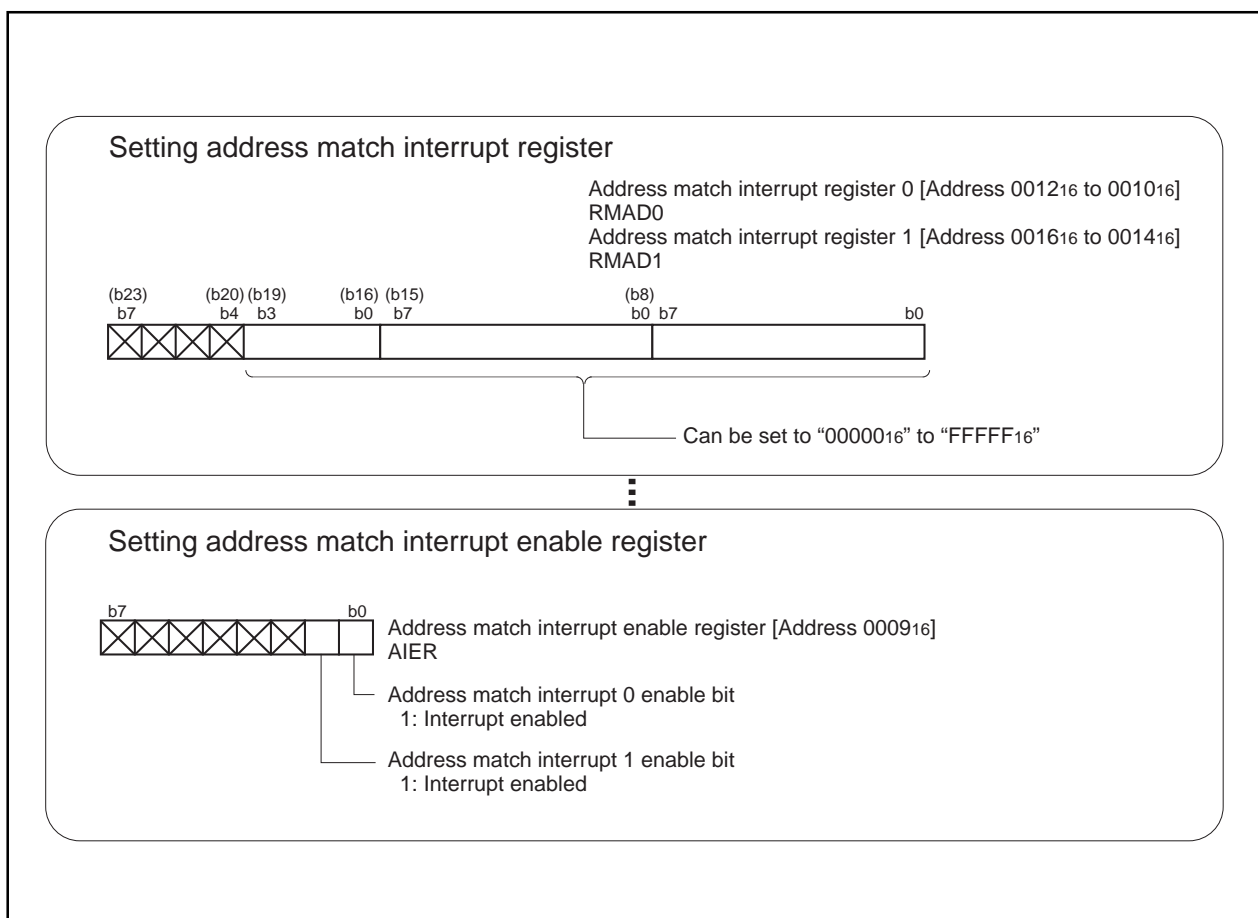 Setting address match interrupt register
Address match interrupt register 0 [Address 001216 to 001016]
RMAD0
Address match interrupt register 1 [Address 001616 to 001416]
RMAD1
(b23) (b20) (b19) (b16) (b15) (b8)
b7 b4 b3 b0 b7 b0 b7 b0
Can be set to “0000016” to “FFFFF16”
Setting address match interrupt enable register
b7 b0
Address match interrupt enable register [Address 000916]
AIER
Address match interrupt 0 enable bit
1: Interrupt enabled
Address match interrupt 1 enable bit
1: Interrupt enabled